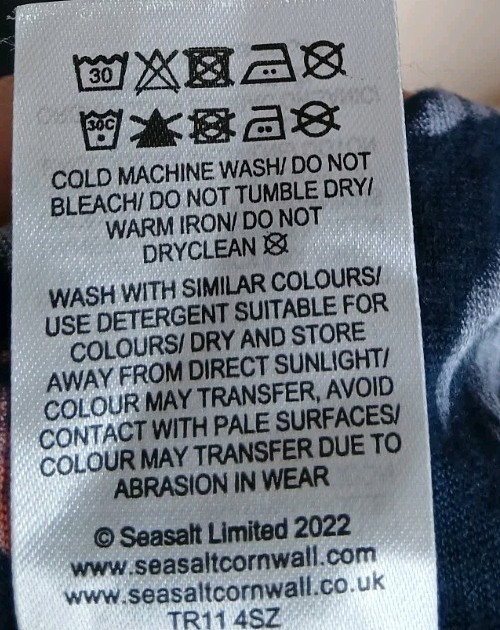 30
30C
COLD MACHINE WASH/ DO NOT
BLEACH/ DO NOT TUMBLE DRY/
WARM IRON/ DO NOT
DRYCLEAN
WASH WITH SIMILAR COLOURS/
USE DETERGENT SUITABLE FOR
COLOURS/ DRY AND STORE
AWAY FROM DIRECT SUNLIGHT/
COLOUR MAY TRANSFER, AVOID
CONTACT WITH PALE SURFACES/
COLOUR MAY TRANSFER DUE TO
ABRASION IN WEAR
© Seasalt Limited 2022
www.seasaltcornwall.com
www.seasaltcornwall.co.uk
TR11 4SZ